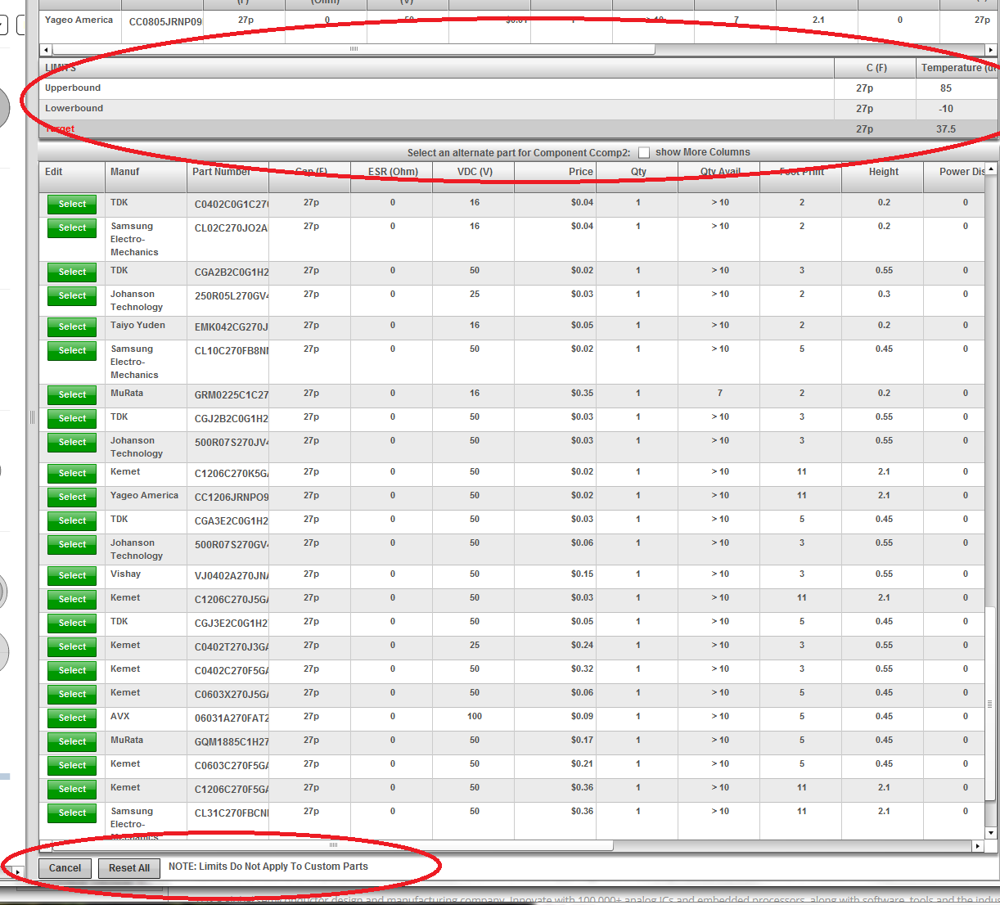 (F) (Ohm) (V)
Yageo America CC0805JRNP09 27p 0 50 $0.01 1 > 10 7 2.1 0 27p
LIMITS C (F) Temperature (de
Upperbound 27p 85
Lowerbound 27p -10
Target 27p 37.5
Select an alternate part for Component Ccomp2: show More Columns
Edit Manuf Part Number Cap (F) ESR (Ohm) VDC (V) Price Qty Qty Avail Foot Print Height Power Dis
Select TDK C0402C0G1C270 27p 0 16 $0.04 1 > 10 2 0.2 0
Select Samsung Electro-Mechanics CL02C270JO2A 27p 0 16 $0.04 1 > 10 2 0.2 0
Select TDK CGA2B2C0G1H2 27p 0 50 $0.02 1 > 10 3 0.55 0
Select Johanson Technology 250R05L270GV4 27p 0 25 $0.03 1 > 10 2 0.3 0
Select Taiyo Yuden EMK042CG270J 27p 0 16 $0.05 1 > 10 2 0.2 0
Select Samsung Electro-Mechanics CL10C270FB8NN 27p 0 50 $0.02 1 > 10 5 0.45 0
Select MuRata GRM0225C1C27 27p 0 16 $0.35 1 7 2 0.2 0
Select TDK CGJ2B2C0G1H2 27p 0 50 $0.03 1 > 10 3 0.55 0
Select Johanson Technology 500R07S270JV4 27p 0 50 $0.03 1 > 10 3 0.55 0
Select Kemet C1206C270K5GA 27p 0 50 $0.02 1 > 10 11 2.1 0
Select Yageo America CC1206JRNPO9 27p 0 50 $0.02 1 > 10 11 2.1 0
Select TDK CGA3E2C0G1H2 27p 0 50 $0.03 1 > 10 5 0.45 0
Select Johanson Technology 500R07S270GV4 27p 0 50 $0.06 1 > 10 3 0.55 0
Select Vishay VJ0402A270JNA 27p 0 50 $0.15 1 > 10 3 0.55 0
Select Kemet C1206C270J5GA 27p 0 50 $0.03 1 > 10 11 2.1 0
Select TDK CGJ3E2C0G1H2 27p 0 50 $0.05 1 > 10 5 0.45 0
Select Kemet C0402T270J3GA 27p 0 25 $0.24 1 > 10 3 0.55 0
Select Kemet C0402C270F5GA 27p 0 50 $0.32 1 > 10 3 0.55 0
Select Kemet C0603X270J5GA 27p 0 50 $0.06 1 > 10 5 0.45 0
Select AVX 06031A270FAT2 27p 0 100 $0.09 1 > 10 5 0.45 0
Select MuRata GQM1885C1H27 27p 0 50 $0.17 1 > 10 5 0.45 0
Select Kemet C0603C270F5GA 27p 0 50 $0.21 1 > 10 5 0.45 0
Select Kemet C1206C270F5GA 27p 0 50 $0.36 1 > 10 11 2.1 0
Select Samsung Electro-Mechanics CL31C270FBCNN 27p 0 50 $0.36 1 > 10 11 2.1 0
Cancel Reset All NOTE: Limits Do Not Apply To Custom Parts
semiconductor design and manufacturing company. Innovate with 100,000+ analog ICs and embedded processors, along with software, tools and the indus